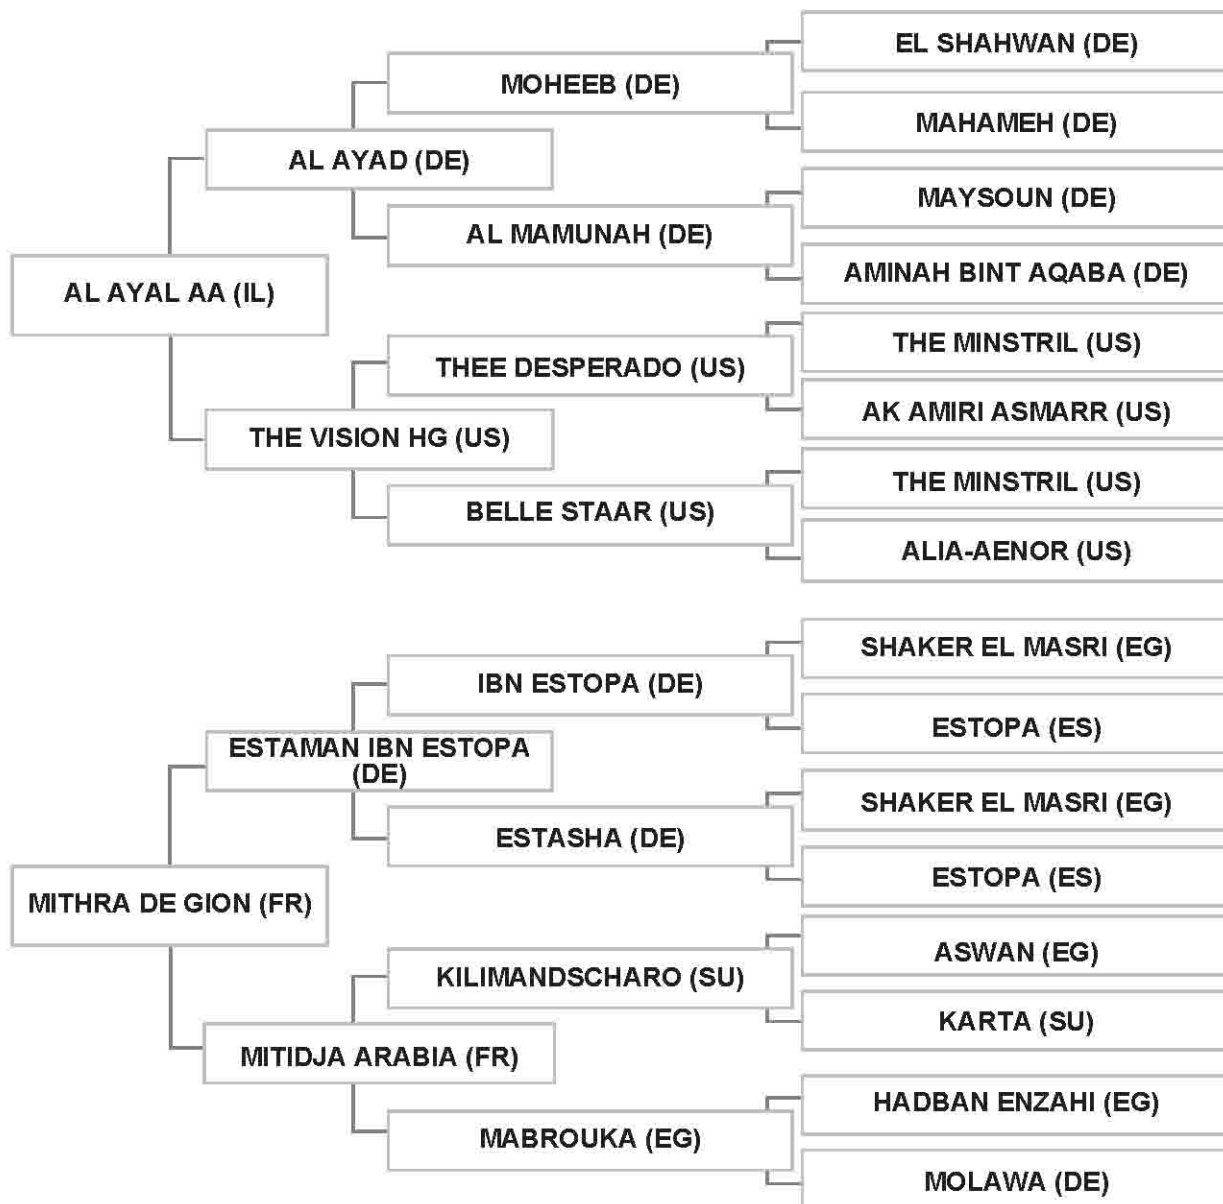 EL SHAHWAN (DE)
MOHEEB (DE)
MAHAMEH (DE)
AL AYAD (DE)
MAYSOUN (DE)
AL MAMUNAH (DE)
AMINAH BINT AQABA (DE)
AL AYAL AA (IL)
THE MINSTRIL (US)
THEE DESPERADO (US)
AK AMIRI ASMARR (US)
THE VISION HG (US)
THE MINSTRIL (US)
BELLE STAAR (US)
ALIA-AENOR (US)
SHAKER EL MASRI (EG)
IBN ESTOPA (DE)
ESTOPA (ES)
ESTAMAN IBN ESTOPA
(DE)
SHAKER EL MASRI (EG)
ESTASHA (DE)
ESTOPA (ES)
MITHRA DE GION (FR)
ASWAN (EG)
KILIMANDSCHARO (SU)
KARTA (SU)
MITIDJA ARABIA (FR)
HADBAN ENZAHI (EG)
MABROUKA (EG)
MOLAWA (DE)